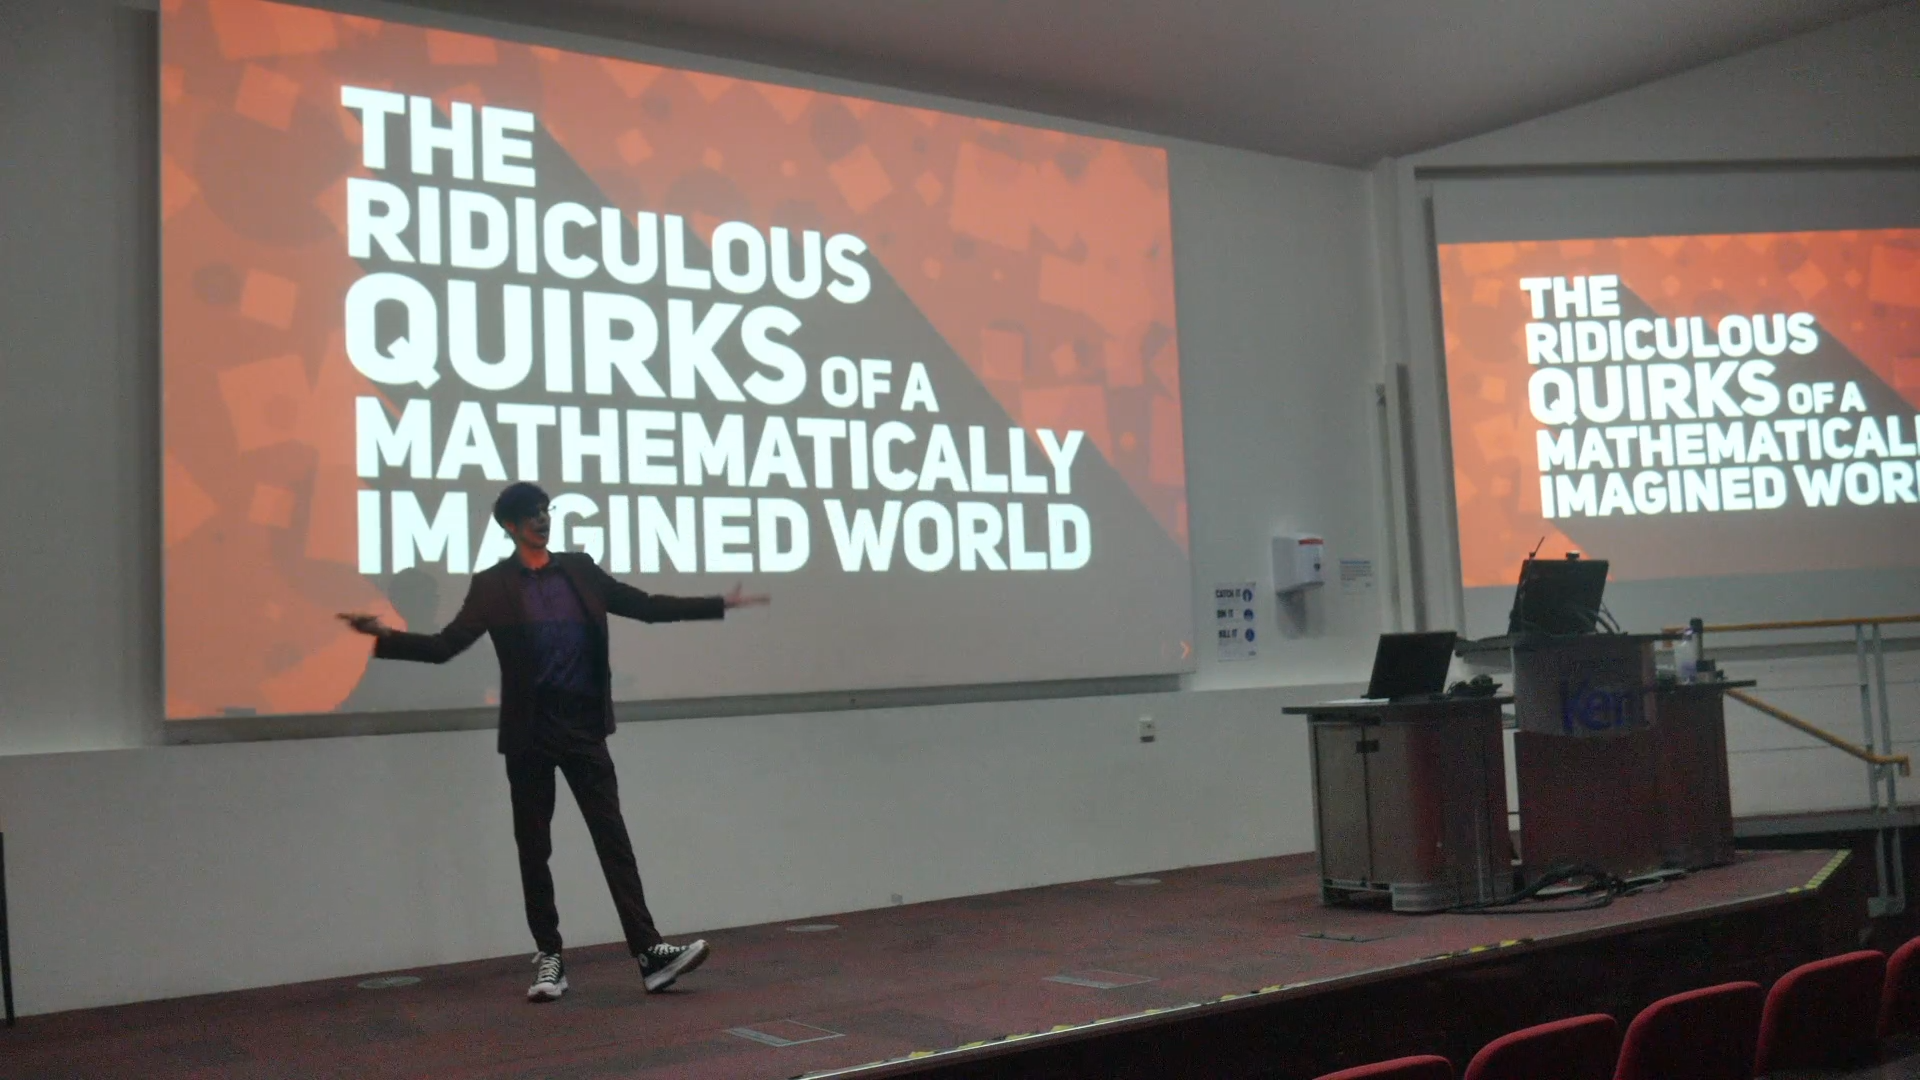 THE
RIDICULOUS
QUIRKS OF A
MATHEMATICALLY
IMAGINED WORLD
THE
RIDICULOUS
QUIRKS OF A
MATHEMATICALL
IMAGINED WOR
CATCH IT
BIN IT
KILL IT
Kent